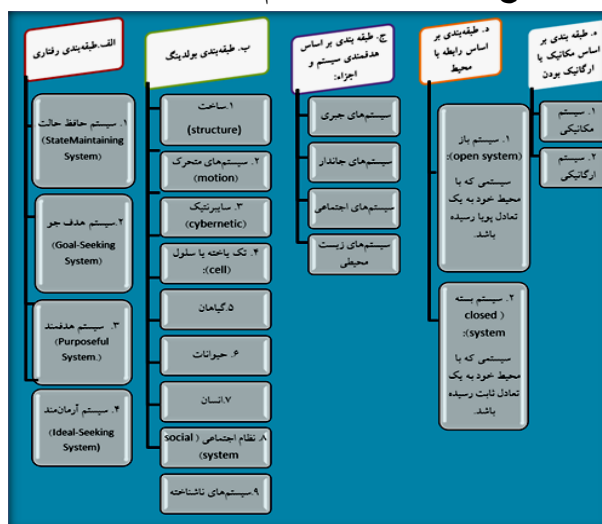 ه. طبقه بندی بر
اساس مکانیک یا
ارگانیک بودن
۱. سیستم
مکانیکی
۲. سیستم
ارگانیکی
د. طبقه بندی بر
اساس رابطه با
محیط
۱. سیستم باز
(open system):
سیستمی که با
محیط خود به یک
تعادل پویا رسیده
باشد.
۲. سیستم بسته
( closed
system):
سیستمی که با
محیط خود به یک
تعادل ثابت رسیده
باشد.
ج. طبقه بندی بر اساس
هدفمندی سیستم و
اجزاء:
سیستم‌های جبری
سیستم‌های جاندار
سیستم‌های اجتماعی
سیستم‌های زیست
محیطی
ب. طبقه‌بندی بولدینگ
۱.ساخت
(structure)
۲. سیستم‌های متحرک
(motion)
۳. سایبرنتیک
(cybernetic)
۴. تک یاخته یا سلول
(cell):
۵.گیاهان
۶. حیوانات
۷.انسان
۸. نظام اجتماعی ( social
system)
۹.سیستم‌های ناشناخته
الف.طبقه‌بندی رفتاری
۱. سیستم حافظ حالت
(StateMaintaining
System)
۲.سیستم هدف جو
(Goal-Seeking
System)
۳. سیستم هدفمند
(Purposeful
System.)
۴. سیستم آرمان‌مند
(Ideal-Seeking
System)